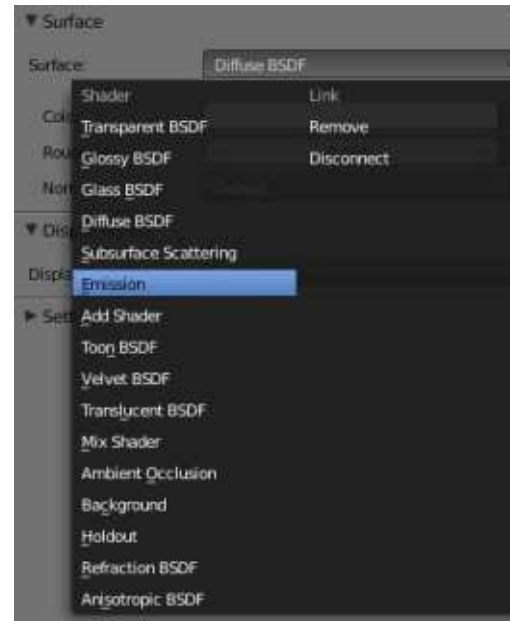 ▼ Surface
Surface: Diffuse BSDF
Shader Link
Transparent BSDF Remove
Glossy BSDF Disconnect
Glass BSDF
Diffuse BSDF
Subsurface Scattering
Emission
Add Shader
Toon BSDF
Velvet BSDF
Translucent BSDF
Mix Shader
Ambient Occlusion
Background
Holdout
Refraction BSDF
Anisotropic BSDF